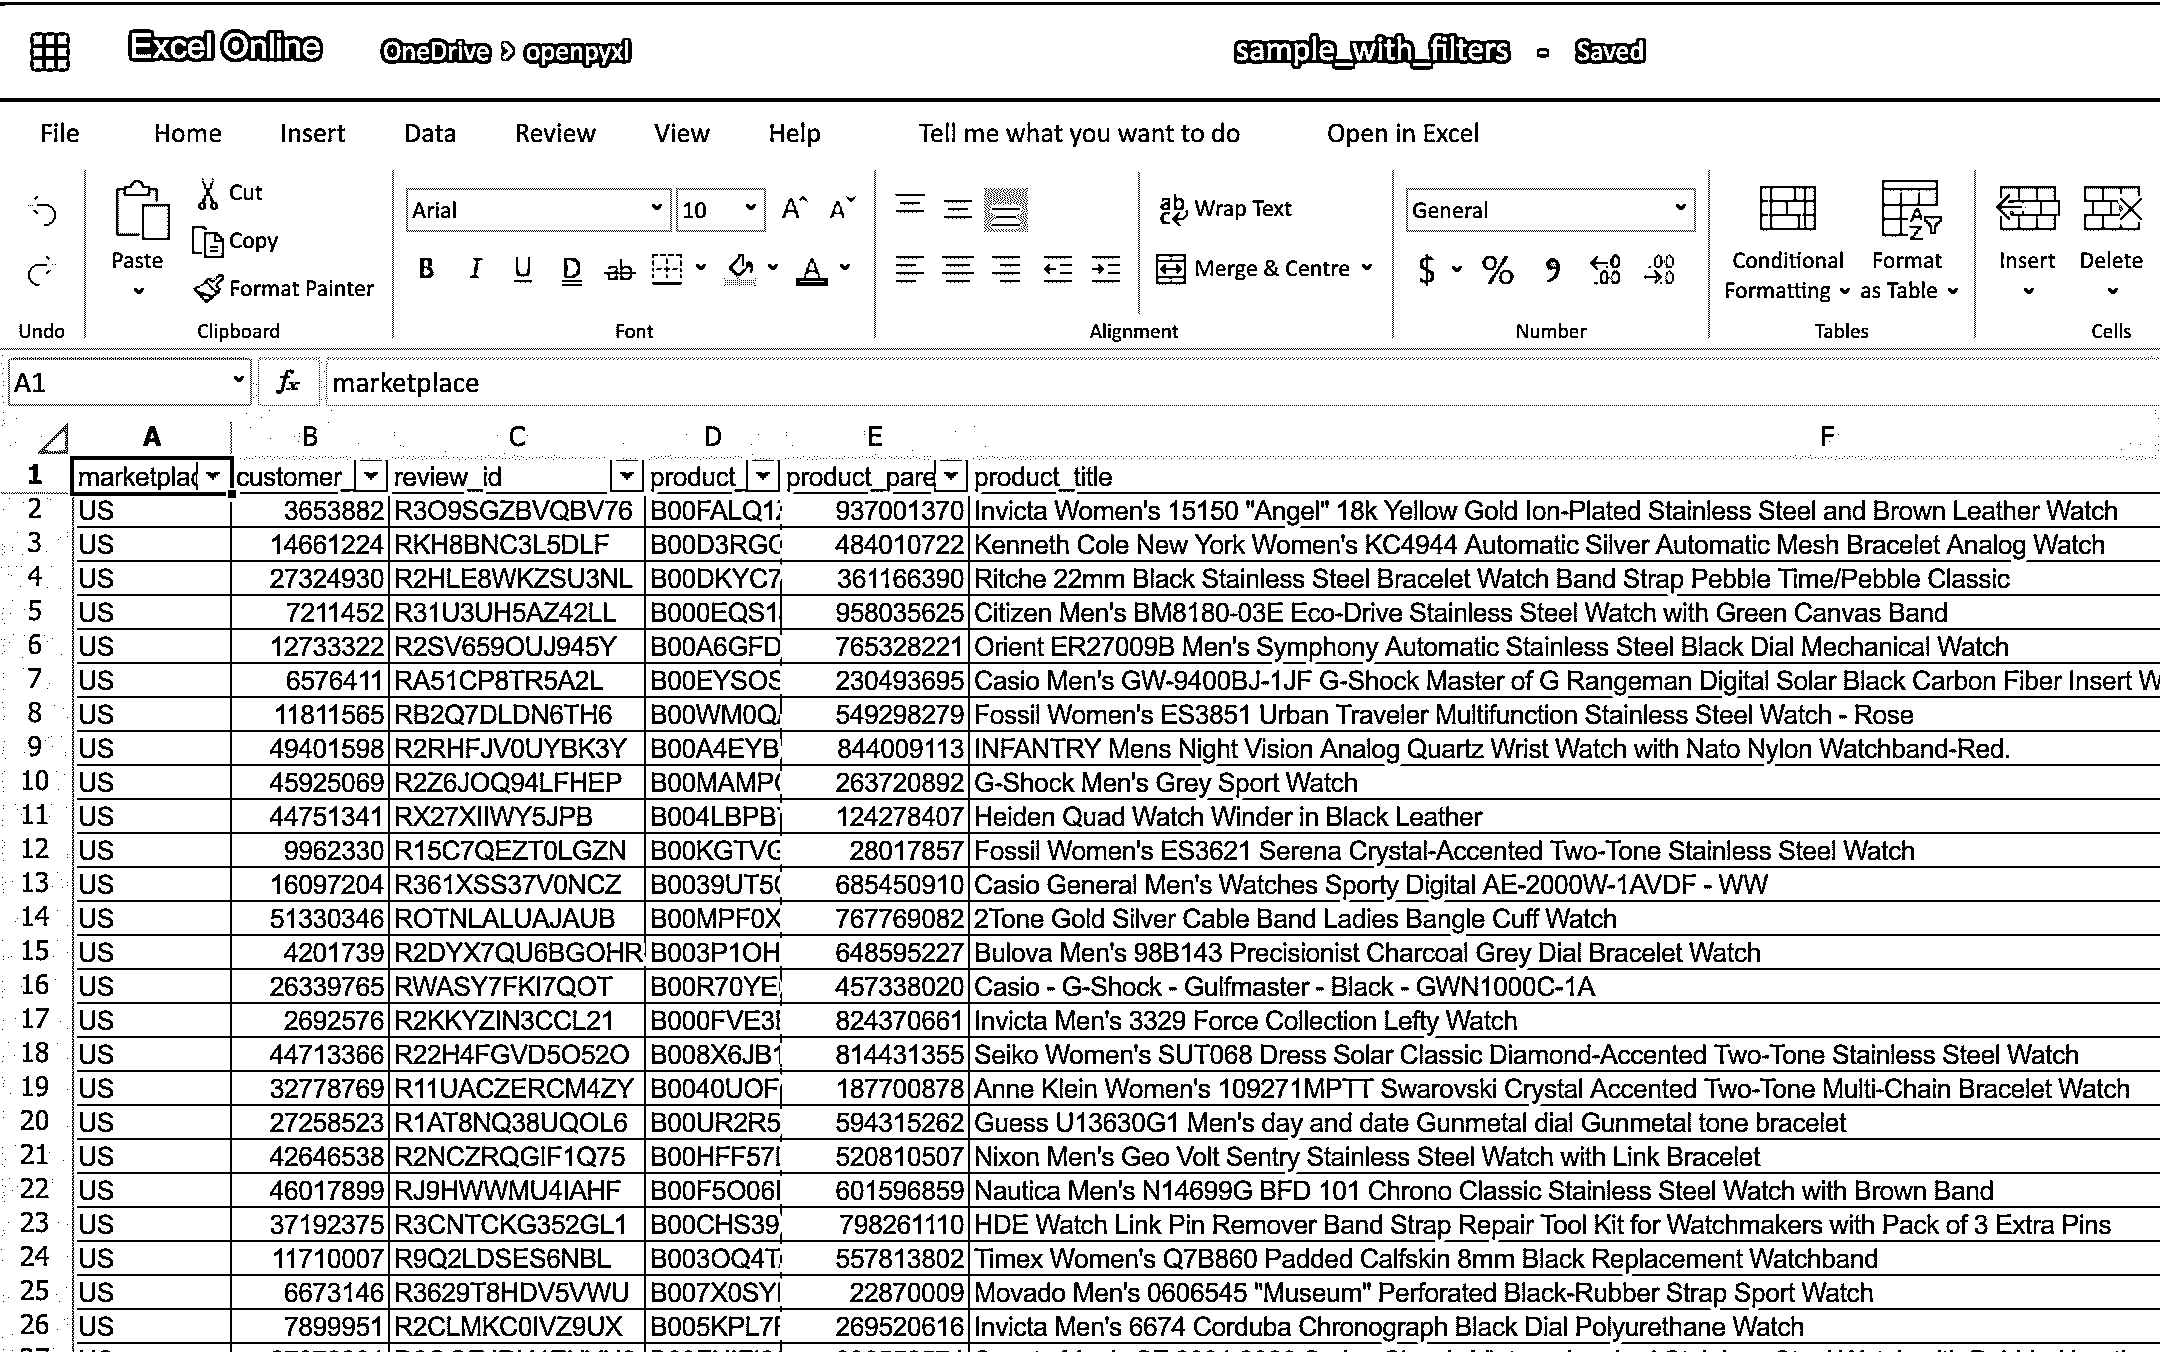 Excel Online OneDrive > openpyxl sample_with_filters - Saved
File Home Insert Data Review View Help Tell me what you want to do Open in Excel
Cut
Arial 10 Wrap Text General
Copy
Paste B I U D ab A Merge & Centre $ % Conditional Formatting Format as Table Insert Delete
Format Painter
Undo Clipboard Font Alignment Number Tables Cells
A1 fx marketplace
A B C D E F
1 marketplac customer_ review_id product_ product_pare product_title
2 US 3653882 R3O9SGZBVQBV76 B00FALQ1 937001370 Invicta Women's 15150 "Angel" 18k Yellow Gold Ion-Plated Stainless Steel and Brown Leather Watch
3 US 14661224 RKH8BNC3L5DLF B00D3RGO 484010722 Kenneth Cole New York Women's KC4944 Automatic Silver Automatic Mesh Bracelet Analog Watch
4 US 27324930 R2HLE8WKZSU3NL B00DKYC7 361166390 Ritche 22mm Black Stainless Steel Bracelet Watch Band Strap Pebble Time/Pebble Classic
5 US 7211452 R31U3UH5AZ42LL B000EQS1 958035625 Citizen Men's BM8180-03E Eco-Drive Stainless Steel Watch with Green Canvas Band
6 US 12733322 R2SV659OUJ945Y B00A6GFD 765328221 Orient ER27009B Men's Symphony Automatic Stainless Steel Black Dial Mechanical Watch
7 US 6576411 RA51CP8TR5A2L B00EYSOS 230493695 Casio Men's GW-9400BJ-1JF G-Shock Master of G Rangeman Digital Solar Black Carbon Fiber Insert W
8 US 11811565 RB2Q7DLDN6TH6 B00WM0Q 549298279 Fossil Women's ES3851 Urban Traveler Multifunction Stainless Steel Watch - Rose
9 US 49401598 R2RHFJV0UYBK3Y B00A4EYB 844009113 INFANTRY Mens Night Vision Analog Quartz Wrist Watch with Nato Nylon Watchband-Red.
10 US 45925069 R2Z6JOQ94LFHEP B00MAMP 263720892 G-Shock Men's Grey Sport Watch
11 US 44751341 RX27XIIWY5JPB B004LBPB 124278407 Heiden Quad Watch Winder in Black Leather
12 US 9962330 R15C7QEZT0LGZN B00KGTVG 28017857 Fossil Women's ES3621 Serena Crystal-Accented Two-Tone Stainless Steel Watch
13 US 16097204 R361XSS37V0NCZ B0039UT5 685450910 Casio General Men's Watches Sporty Digital AE-2000W-1AVDF - WW
14 US 51330346 ROTNLALUAJAUB B00MPF0X 767769082 2Tone Gold Silver Cable Band Ladies Bangle Cuff Watch
15 US 4201739 R2DYX7QU6BGOHR B003P1OH 648595227 Bulova Men's 98B143 Precisionist Charcoal Grey Dial Bracelet Watch
16 US 26339765 RWASY7FKI7QOT B00R70YE 457338020 Casio - G-Shock - Gulfmaster - Black - GWN1000C-1A
17 US 2692576 R2KKYZIN3CCL21 B000FVE3 824370661 Invicta Men's 3329 Force Collection Lefty Watch
18 US 44713366 R22H4FGVD5O52O B008X6JB1 814431355 Seiko Women's SUT068 Dress Solar Classic Diamond-Accented Two-Tone Stainless Steel Watch
19 US 32778769 R11UACZERCM4ZY B0040UOF 187700878 Anne Klein Women's 109271MPTT Swarovski Crystal Accented Two-Tone Multi-Chain Bracelet Watch
20 US 27258523 R1AT8NQ38UQOL6 B00UR2R5 594315262 Guess U13630G1 Men's day and date Gunmetal dial Gunmetal tone bracelet
21 US 42646538 R2NCZRQGIF1Q75 B00HFF57 520810507 Nixon Men's Geo Volt Sentry Stainless Steel Watch with Link Bracelet
22 US 46017899 RJ9HWWMU4IAHF B00F5O06 601596859 Nautica Men's N14699G BFD 101 Chrono Classic Stainless Steel Watch with Brown Band
23 US 37192375 R3CNTCKG352GL1 B00CHS39 798261110 HDE Watch Link Pin Remover Band Strap Repair Tool Kit for Watchmakers with Pack of 3 Extra Pins
24 US 11710007 R9Q2LDSES6NBL B003OQ4T 557813802 Timex Women's Q7B860 Padded Calfskin 8mm Black Replacement Watchband
25 US 6673146 R3629T8HDV5VWU B007X0SY 22870009 Movado Men's 0606545 "Museum" Perforated Black-Rubber Strap Sport Watch
26 US 7899951 R2CLMKC0IVZ9UX B005KPL7 269520616 Invicta Men's 6674 Corduba Chronograph Black Dial Polyurethane Watch